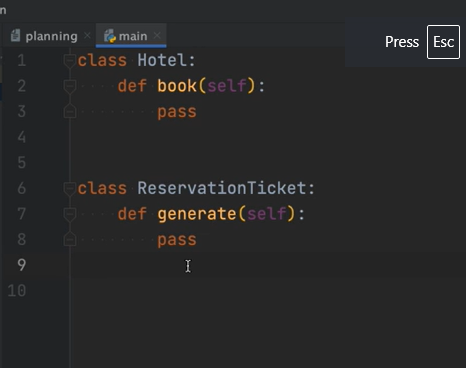 n
planning
main
Press Esc
1 class Hotel:
2 def book(self):
3 pass
4
5
6 class ReservationTicket:
7 def generate(self):
8 pass
9
10